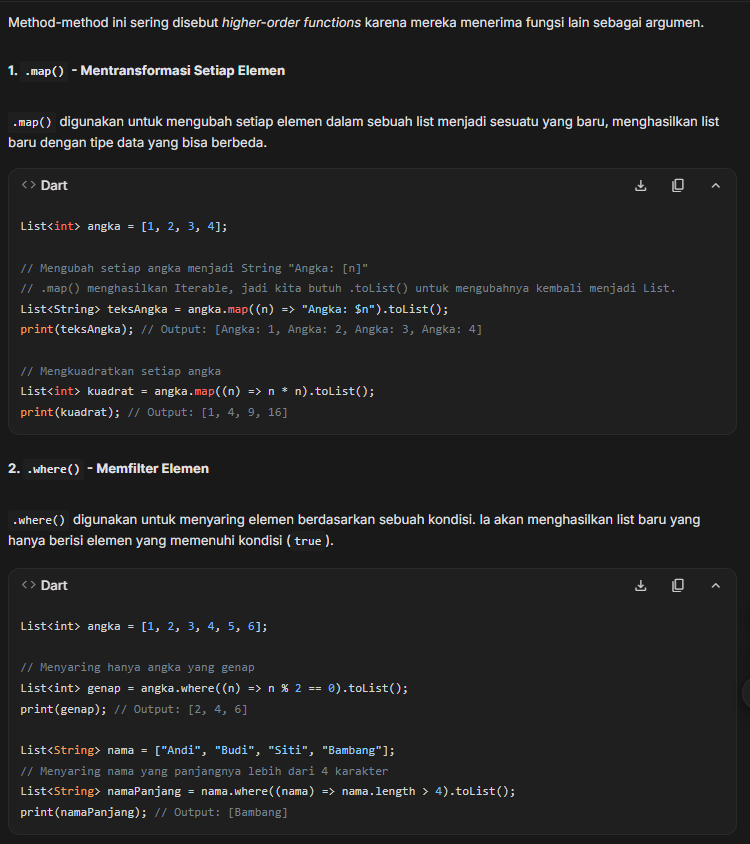 Method-method ini sering disebut higher-order functions karena mereka menerima fungsi lain sebagai argumen.
1. .map() - Mentransformasi Setiap Elemen
.map() digunakan untuk mengubah setiap elemen dalam sebuah list menjadi sesuatu yang baru, menghasilkan list
baru dengan tipe data yang bisa berbeda.
<> Dart
List<int> angka = [1, 2, 3, 4];
// Mengubah setiap angka menjadi String "Angka: [n]"
// .map() menghasilkan Iterable, jadi kita butuh .toList() untuk mengubahnya kembali menjadi List.
List<String> teksAngka = angka.map((n) => "Angka: $n").toList();
print(teksAngka); // Output: [Angka: 1, Angka: 2, Angka: 3, Angka: 4]
// Mengkuadratkan setiap angka
List<int> kuadrat = angka.map((n) => n * n).toList();
print(kuadrat); // Output: [1, 4, 9, 16]
2. .where() - Memfilter Elemen
.where() digunakan untuk menyaring elemen berdasarkan sebuah kondisi. Ia akan menghasilkan list baru yang
hanya berisi elemen yang memenuhi kondisi ( true ).
<> Dart
List<int> angka = [1, 2, 3, 4, 5, 6];
// Menyaring hanya angka yang genap
List<int> genap = angka.where((n) => n % 2 == 0).toList();
print(genap); // Output: [2, 4, 6]
List<String> nama = ["Andi", "Budi", "Siti", "Bambang"];
// Menyaring nama yang panjangnya lebih dari 4 karakter
List<String> namaPanjang = nama.where((nama) => nama.length > 4).toList();
print(namaPanjang); // Output: [Bambang]